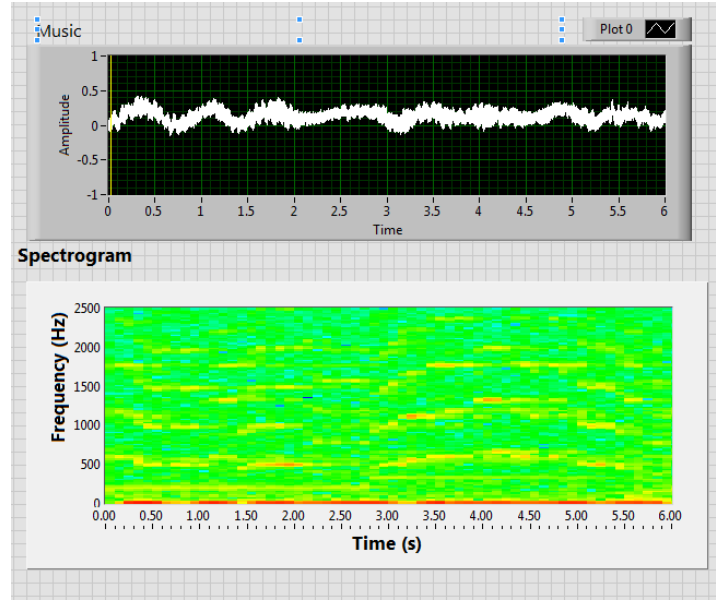 Music
Plot 0
Amplitude
1
0.5
0
-0.5
-1
0 0.5 1 1.5 2 2.5 3 3.5 4 4.5 5 5.5 6
Time
Spectrogram
Frequency (Hz)
2500
2000
1500
1000
500
0
0.00 0.50 1.00 1.50 2.00 2.50 3.00 3.50 4.00 4.50 5.00 5.50 6.00
Time (s)